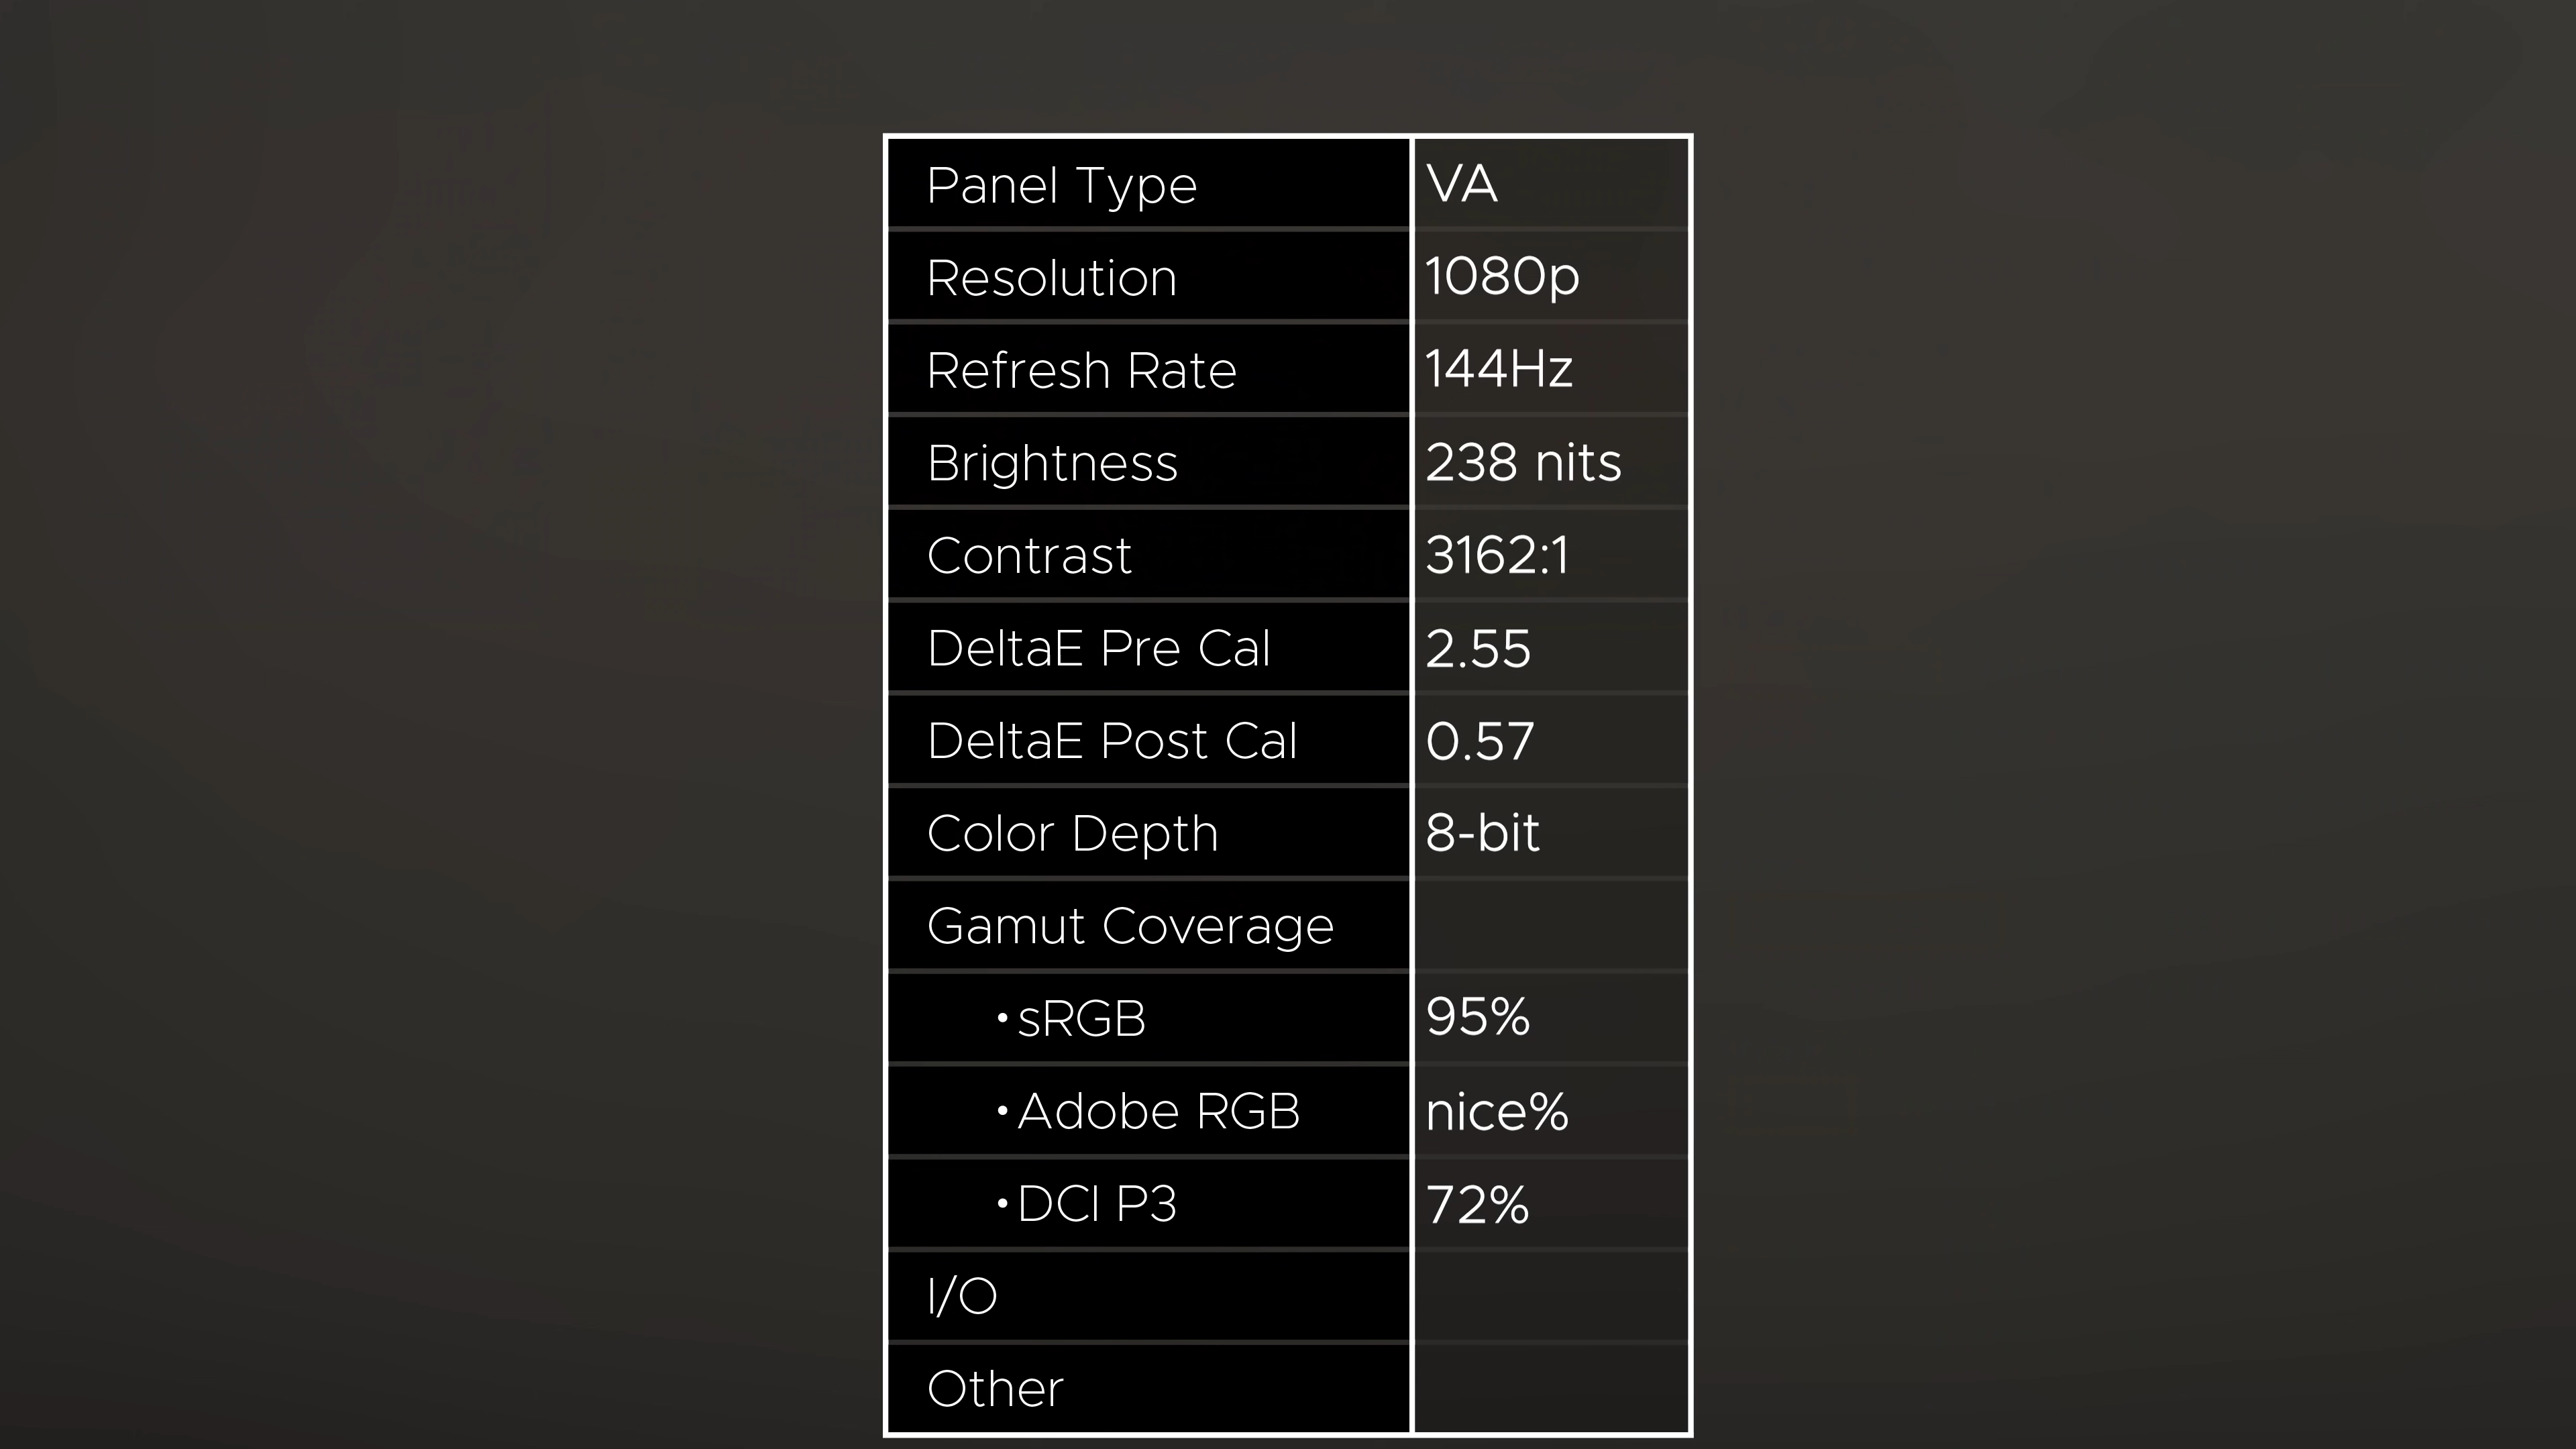 Panel Type VA
Resolution 1080p
Refresh Rate 144Hz
Brightness 238 nits
Contrast 3162:1
DeltaE Pre Cal 2.55
DeltaE Post Cal 0.57
Color Depth 8-bit
Gamut Coverage
• sRGB 95%
• Adobe RGB nice%
• DCI P3 72%
I/O
Other